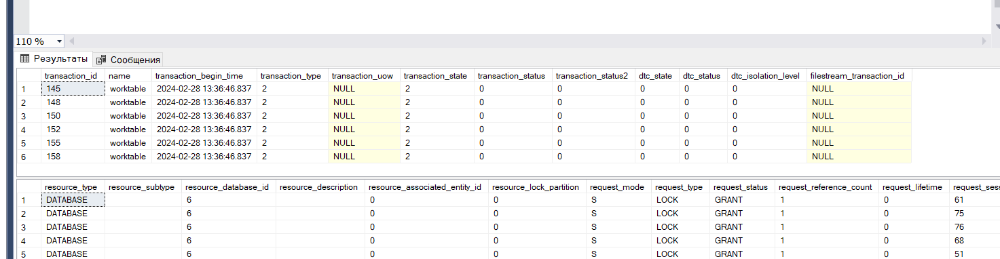 110 %
Результаты Сообщения
transaction_id name transaction_begin_time transaction_type transaction_uow transaction_state transaction_status transaction_status2 dtc_state dtc_status dtc_isolation_level filestream_transaction_id
1 145 worktable 2024-02-28 13:36:46.837 2 NULL 2 0 0 0 0 0 NULL
2 148 worktable 2024-02-28 13:36:46.837 2 NULL 2 0 0 0 0 0 NULL
3 150 worktable 2024-02-28 13:36:46.837 2 NULL 2 0 0 0 0 0 NULL
4 152 worktable 2024-02-28 13:36:46.837 2 NULL 2 0 0 0 0 0 NULL
5 155 worktable 2024-02-28 13:36:46.837 2 NULL 2 0 0 0 0 0 NULL
6 158 worktable 2024-02-28 13:36:46.837 2 NULL 2 0 0 0 0 0 NULL
resource_type resource_subtype resource_database_id resource_description resource_associated_entity_id resource_lock_partition request_mode request_type request_status request_reference_count request_lifetime request_sess
1 DATABASE 6 0 0 S LOCK GRANT 1 0 61
2 DATABASE 6 0 0 S LOCK GRANT 1 0 75
3 DATABASE 6 0 0 S LOCK GRANT 1 0 76
4 DATABASE 6 0 0 S LOCK GRANT 1 0 68
5 DATABASE 6 0 0 S LOCK GRANT 1 0 51